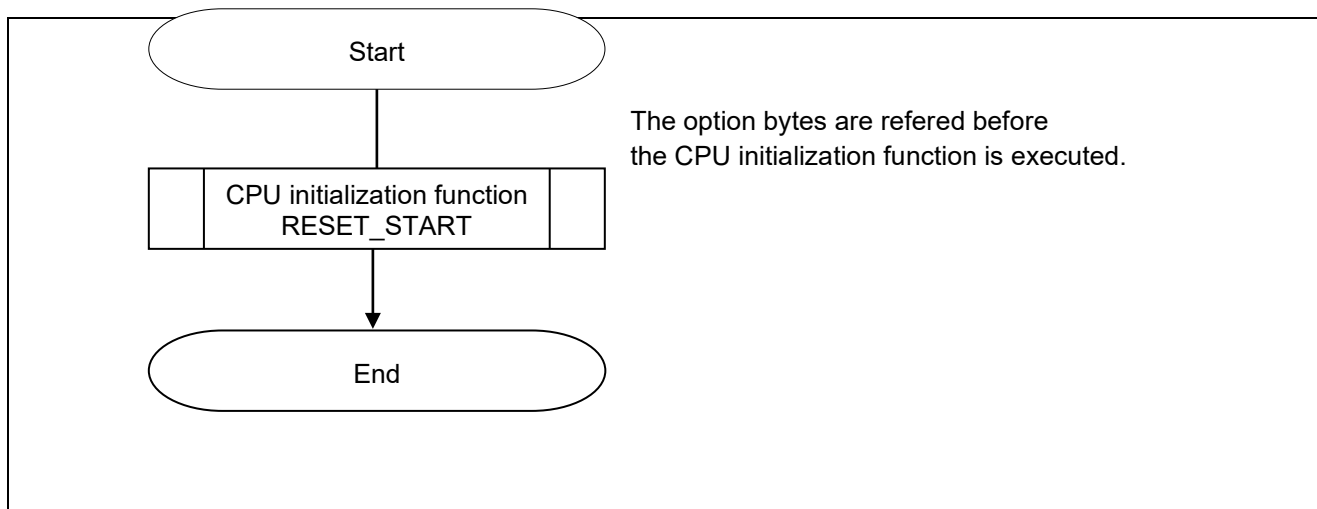 Start
The option bytes are refered before
the CPU initialization function is executed.
CPU initialization function
RESET_START
End